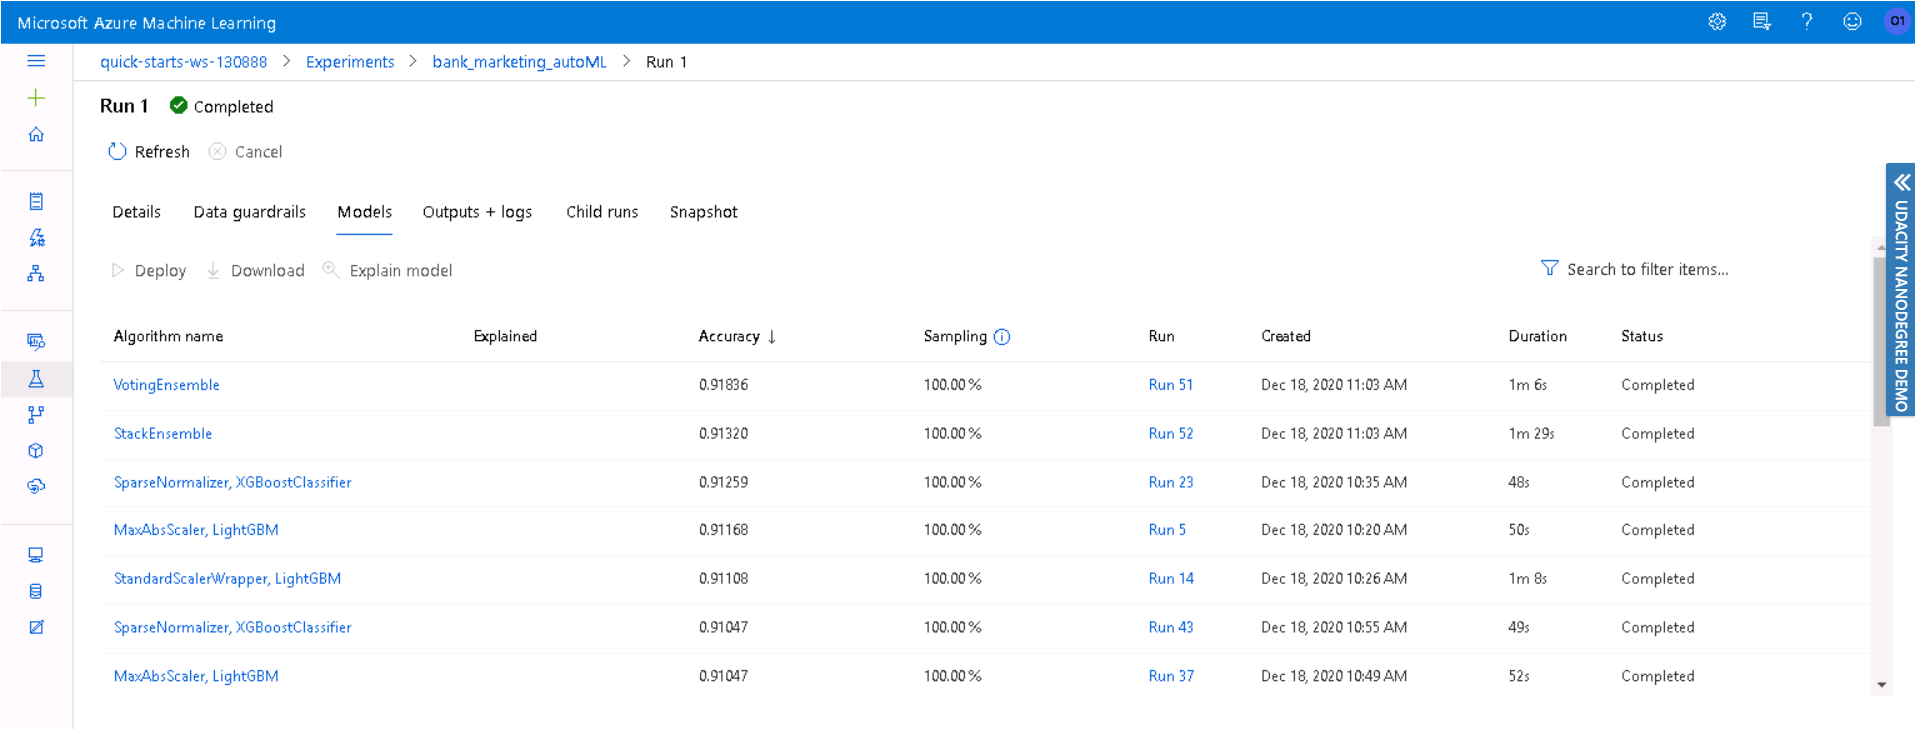 Microsoft Azure Machine Learning
01
quick-starts-ws-130888 > Experiments > bank_marketing_autoML > Run 1
Run 1 Completed
Refresh Cancel
Details Data guardrails Models Outputs + logs Child runs Snapshot
Deploy Download Explain model Search to filter items...
Algorithm name Explained Accuracy ↓ Sampling Run Created Duration Status
VotingEnsemble 0.91836 100.00 % Run 51 Dec 18, 2020 11:03 AM 1m 6s Completed
StackEnsemble 0.91320 100.00 % Run 52 Dec 18, 2020 11:03 AM 1m 29s Completed
SparseNormalizer, XGBoostClassifier 0.91259 100.00 % Run 23 Dec 18, 2020 10:35 AM 48s Completed
MaxAbsScaler, LightGBM 0.91168 100.00 % Run 5 Dec 18, 2020 10:20 AM 50s Completed
StandardScalerWrapper, LightGBM 0.91108 100.00 % Run 14 Dec 18, 2020 10:26 AM 1m 8s Completed
SparseNormalizer, XGBoostClassifier 0.91047 100.00 % Run 43 Dec 18, 2020 10:55 AM 49s Completed
MaxAbsScaler, LightGBM 0.91047 100.00 % Run 37 Dec 18, 2020 10:49 AM 52s Completed
UDACITY NANODEGREE DEMO